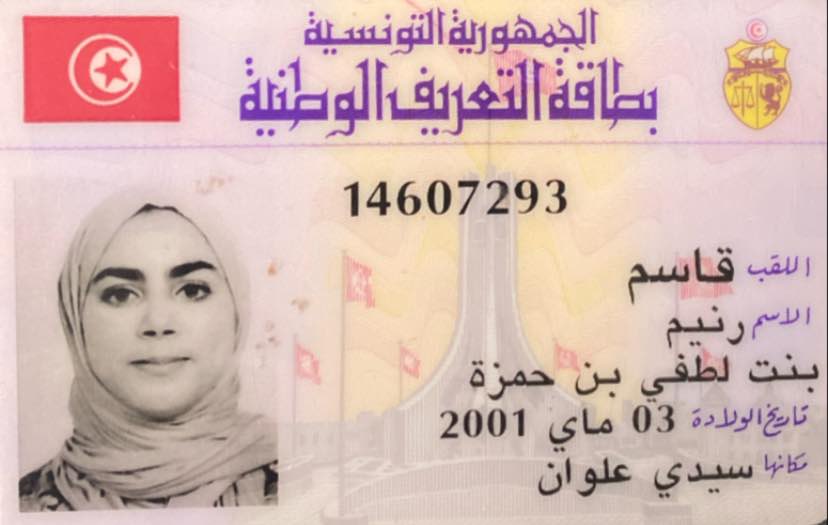 الجمهورية التونسية
بطاقة التعريف الوطنية
14607293
اللقب قاسم
الاسم رنيم
بنت لطفي بن حمزة
تاريخ الولادة 03 ماي 2001
مكانها سيدي علوان